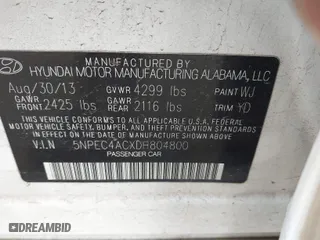 MANUFACTURED BY
HYUNDAI MOTOR MANUFACTURING ALABAMA, LLC
Aug/30/13 GVWR 4299 lbs PAINT WJ
GAWR FRONT 2425 lbs GAWR REAR 2116 lbs TRIM YD
THIS VEHICLE CONFORMS TO ALL APPLICABLE U.S. FEDERAL MOTOR VEHICLE SAFETY, BUMPER, AND THEFT PREVENTION STANDARDS IN EFFECT ON THE DATE OF MANUFACTURE SHOWN ABOVE.
V.I.N 5NPEC4ACXDH804800
PASSENGER CAR
© DEALERSHIP AUCTION